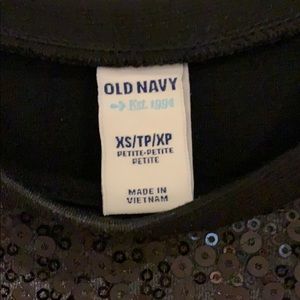 OLD NAVY
Est. 1994
XS/TP/XP
PETITE-PETITE
PETITE
MADE IN
VIETNAM